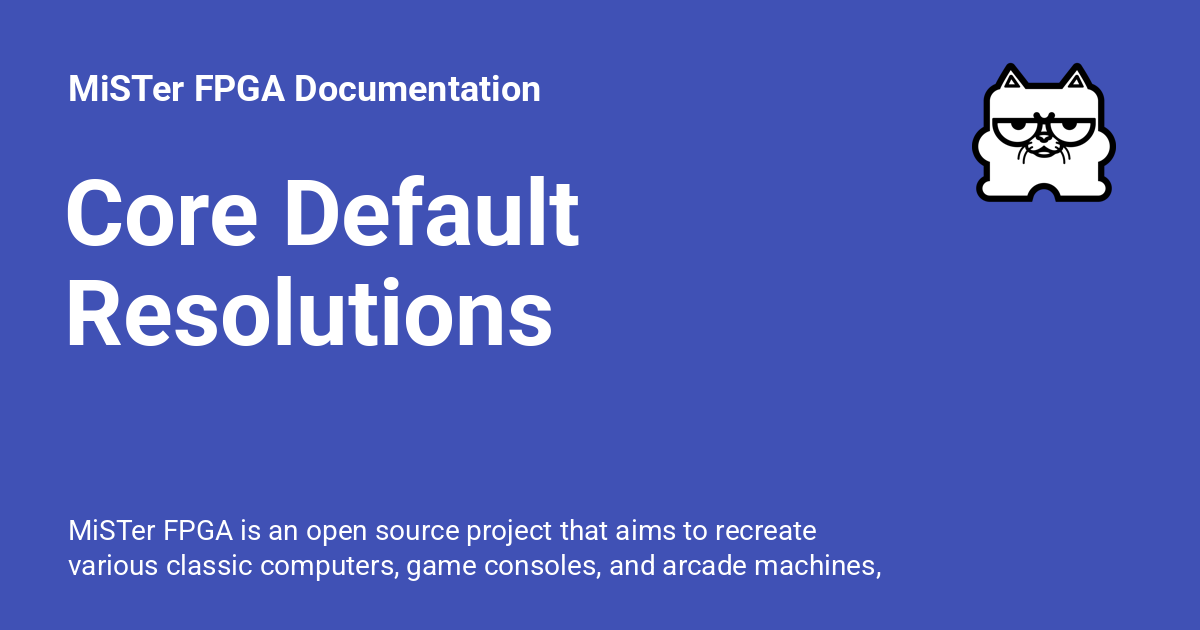 MiSTer FPGA Documentation
Core Default
Resolutions
MiSTer FPGA is an open source project that aims to recreate
various classic computers, game consoles, and arcade machines,